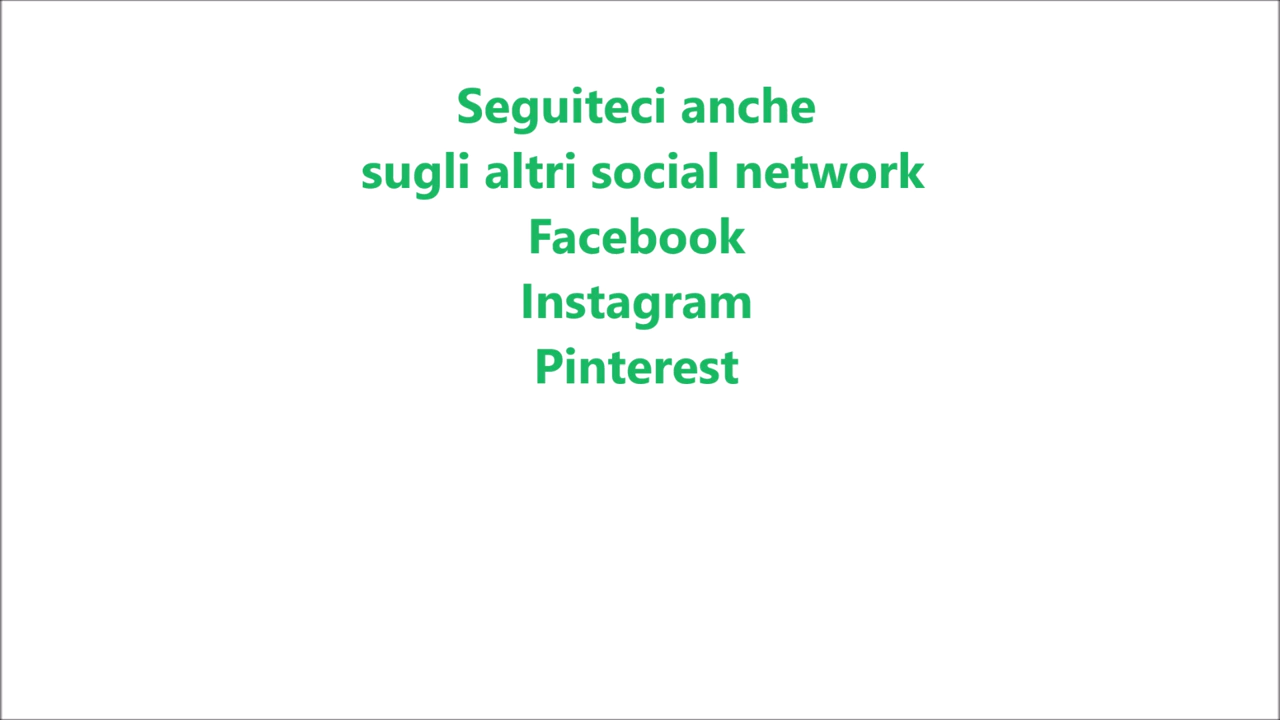 Seguiteci anche
sugli altri social network
Facebook
Instagram
Pinterest